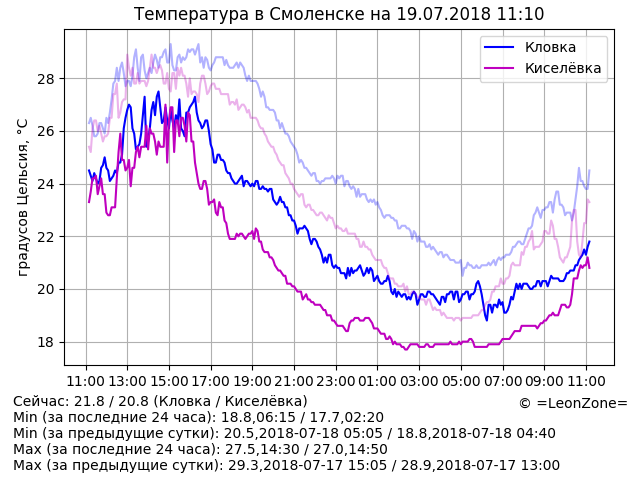 Температура в Смоленске на 19.07.2018 11:10
Кловка
Киселёвка
градусов Цельсия, °C
28
26
24
22
20
18
11:00 13:00 15:00 17:00 19:00 21:00 23:00 01:00 03:00 05:00 07:00 09:00 11:00
Сейчас: 21.8 / 20.8 (Кловка / Киселёвка)
© =LeonZone=
Min (за последние 24 часа): 18.8,06:15 / 17.7,02:20
Min (за предыдущие сутки): 20.5,2018-07-18 05:05 / 18.8,2018-07-18 04:40
Max (за последние 24 часа): 27.5,14:30 / 27.0,14:50
Max (за предыдущие сутки): 29.3,2018-07-17 15:05 / 28.9,2018-07-17 13:00